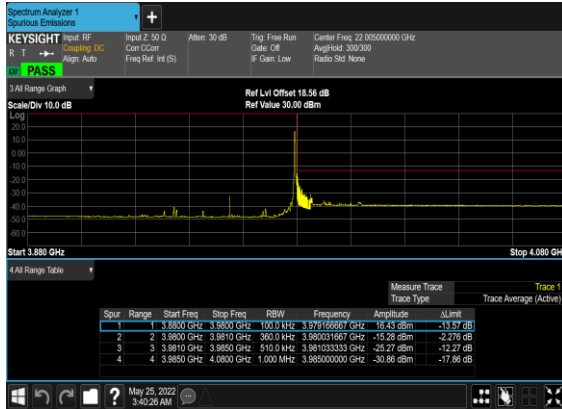 Spectrum Analyzer 1
Spurious Emissions
+
KEYSIGHT Input: RF Input Z: 50 Ω Atten: 30 dB Trig: Free Run Center Freq: 22.005000000 GHz
R T Coupling: DC Corr CCorr Gate: Off Avg|Hold: 300/300
Align: Auto Freq Ref: Int (S) IF Gain: Low Radio Std: None
PASS
3 All Range Graph
Ref Lvl Offset 18.56 dB
Scale/Div 10.0 dB Ref Value 30.00 dBm
Log
20.0
10.0
0.00
-10.0
-20.0
-30.0
-40.0
-50.0
-60.0
Start 3.880 GHz Stop 4.080 GH
4 All Range Table
Measure Trace Trace 1
Trace Type Trace Average (Active)
Spur Range Start Freq Stop Freq RBW Frequency Amplitude ΔLimit
1 1 3.8800 GHz 3.9800 GHz 100.0 kHz 3.979166667 GHz 16.43 dBm -13.57 dB
2 2 3.9800 GHz 3.9810 GHz 360.0 kHz 3.980031667 GHz -15.28 dBm -2.276 dB
3 3 3.9810 GHz 3.9850 GHz 510.0 kHz 3.981033333 GHz -25.27 dBm -12.27 dB
4 4 3.9850 GHz 4.0800 GHz 1.000 MHz 3.985000000 GHz -30.86 dBm -17.86 dB
?
May 25, 2022
3:40:26 AM